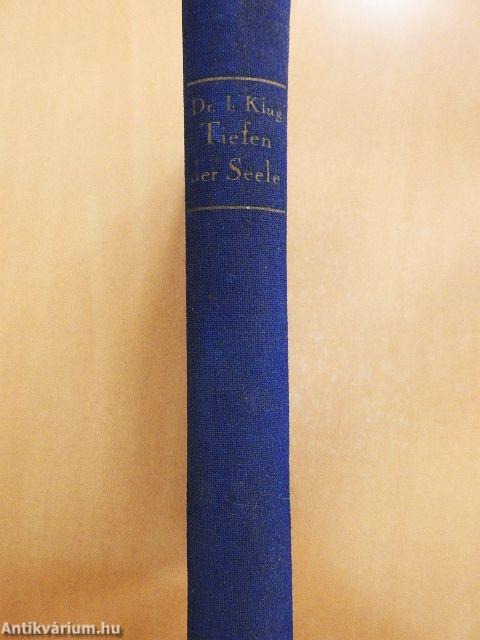 Dr. I. Klug
Tiefen
der Seele
Antikvárium.hu